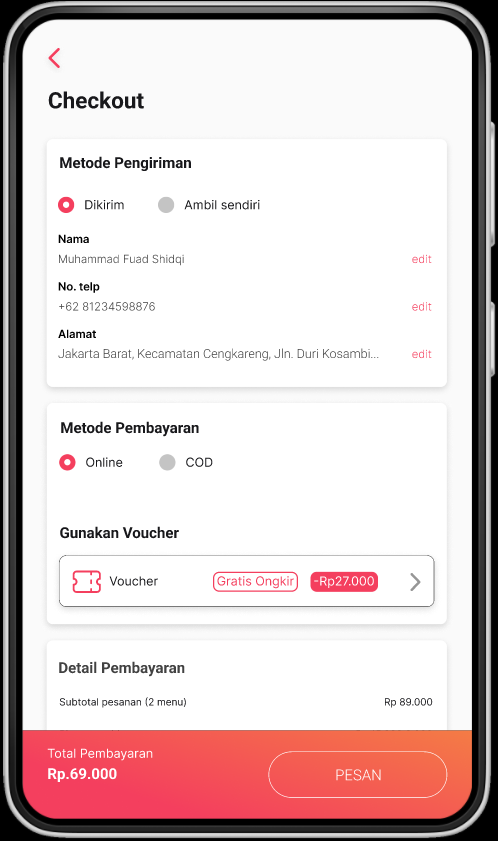 Checkout
Metode Pengiriman
Dikirim Ambil sendiri
Nama
Muhammad Fuad Shidqi edit
No. telp
+62 81234598876 edit
Alamat
Jakarta Barat, Kecamatan Cengkareng, Jln. Duri Kosambi... edit
Metode Pembayaran
Online COD
Gunakan Voucher
Voucher Gratis Ongkir -Rp27.000
Detail Pembayaran
Subtotal pesanan (2 menu) Rp 89.000
Total Pembayaran
Rp.69.000
PESAN